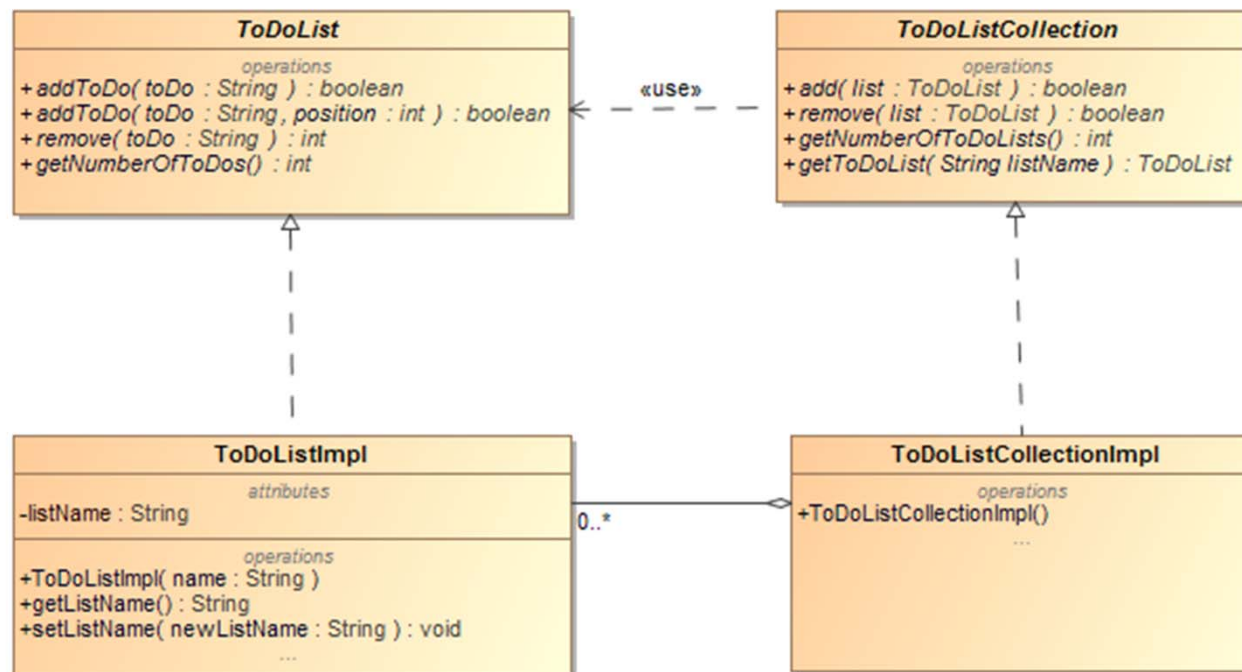 ToDoList
operations
+addToDo( toDo : String ) : boolean
+addToDo( toDo : String, position : int ) : boolean
+remove( toDo : String ) : int
+getNumberOfToDos() : int
«use»
ToDoListCollection
operations
+add( list : ToDoList ) : boolean
+remove( list : ToDoList ) : boolean
+getNumberOfToDoLists() : int
+getToDoList( String listName ) : ToDoList
ToDoListImpl
attributes
-listName : String
operations
+ToDoListImpl( name : String )
+getListName() : String
+setListName( newListName : String ) : void
...
0..*
ToDoListCollectionImpl
operations
+ToDoListCollectionImpl()
...